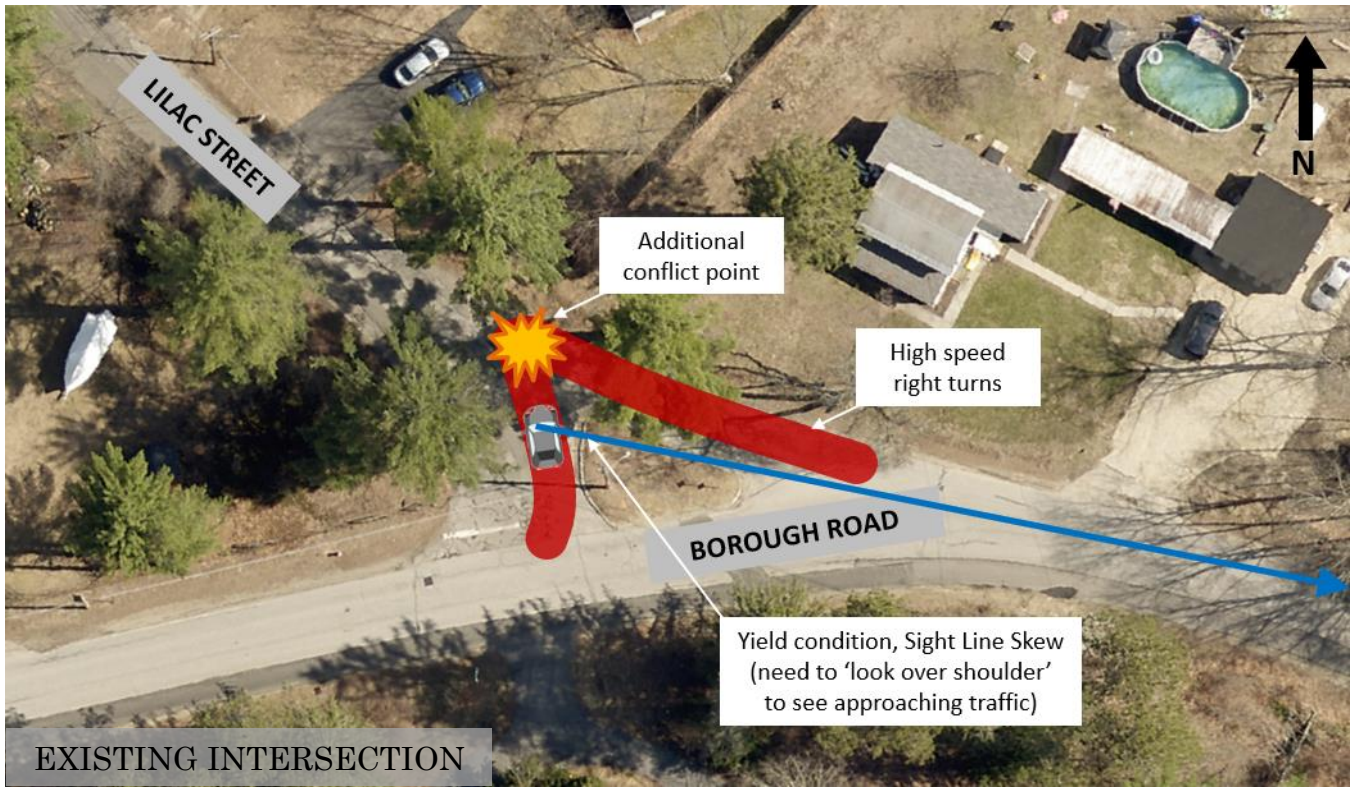 LILAC STREET
N
Additional
conflict point
High speed
right turns
BOROUGH ROAD
Yield condition, Sight Line Skew
(need to ‘look over shoulder’
to see approaching traffic)
EXISTING INTERSECTION